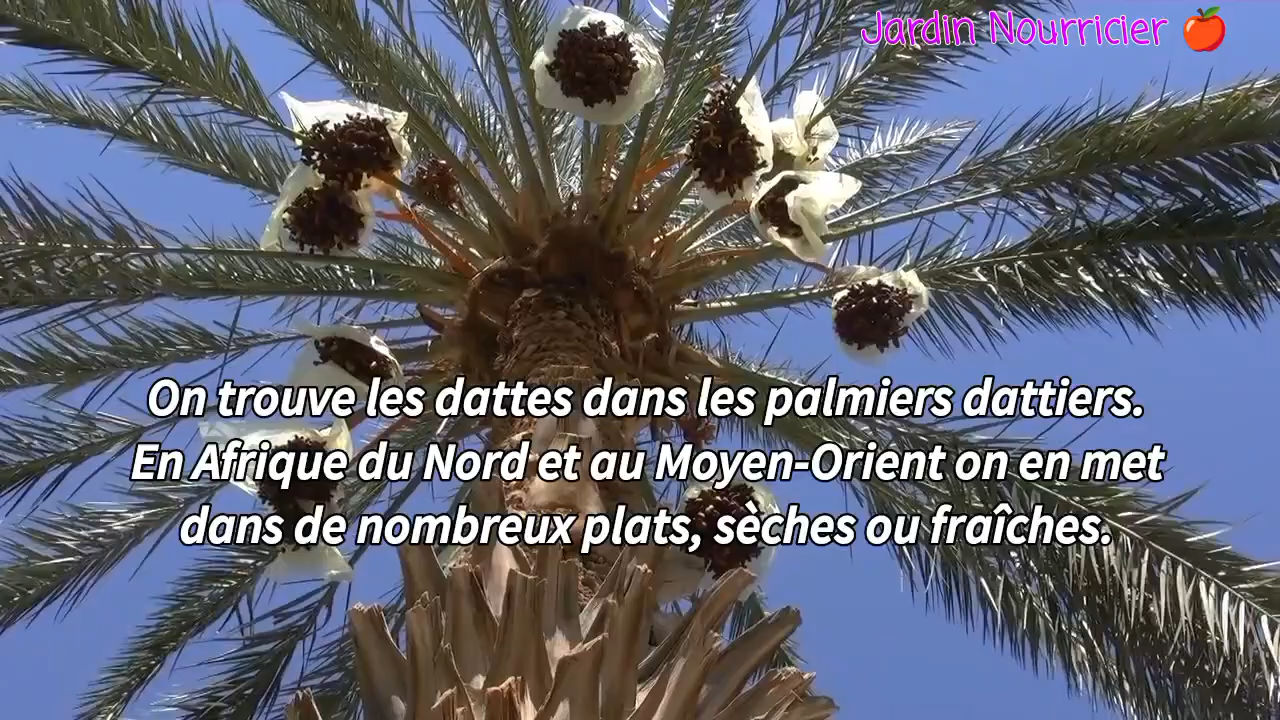 Jardin Nourricier 🍎
On trouve les dattes dans les palmiers dattiers.
En Afrique du Nord et au Moyen-Orient on en met
dans de nombreux plats, sèches ou fraîches.